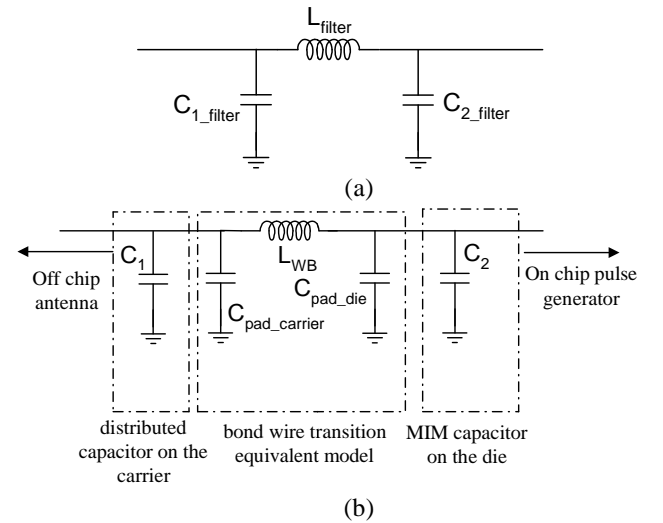 L_filter
C_1_filter
C_2_filter
(a)
C_1
L_WB
C_2
Off chip
antenna
C_pad_die
On chip pulse
generator
C_pad_carrier
distributed
capacitor on the
carrier
bond wire transition
equivalent model
MIM capacitor
on the die
(b)